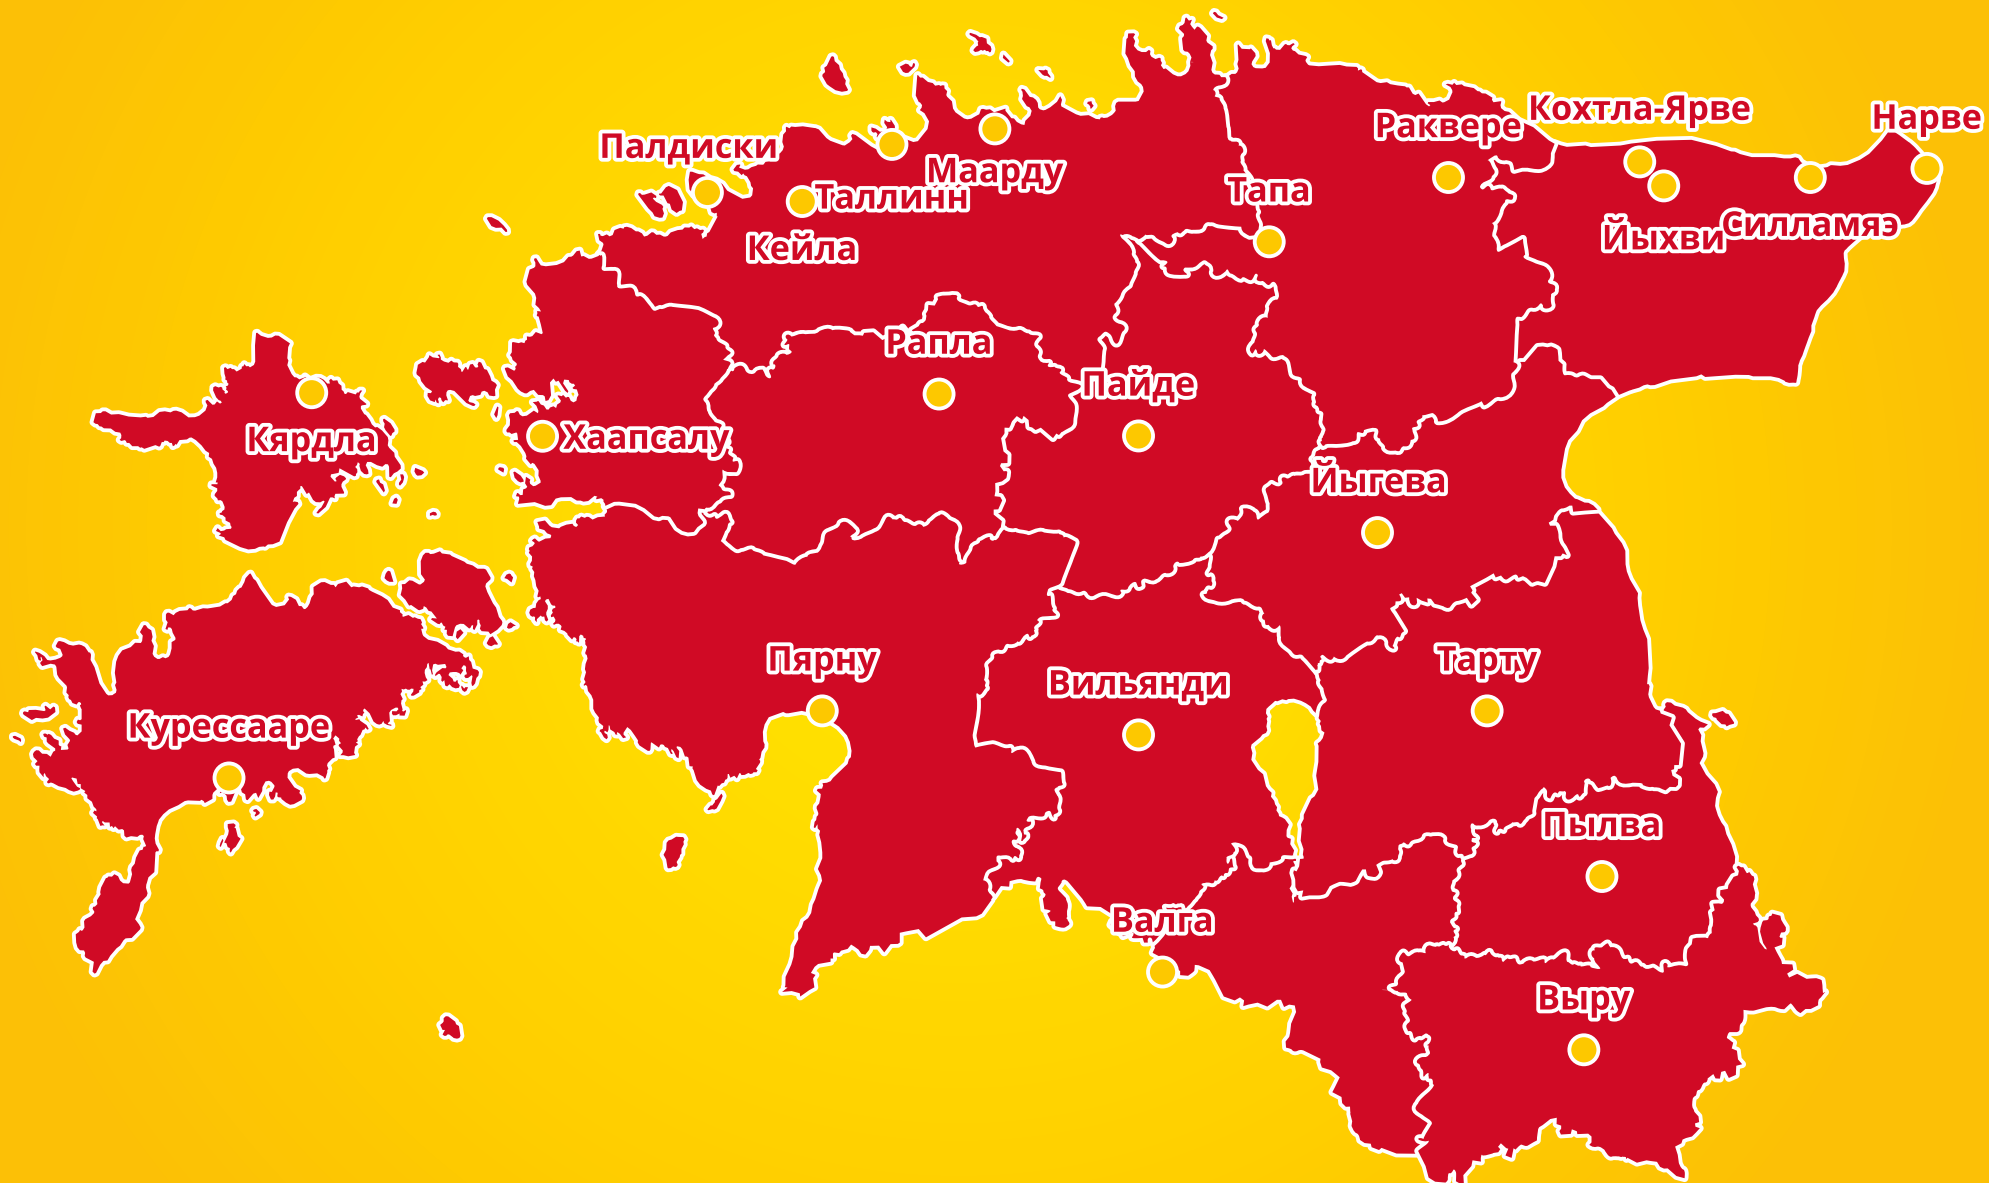 Кохтла-Ярве
Нарве
Раквере
Палдиски
Маарду
Тапа
Таллинн
Силламяэ
Йыхви
Кейла
Рапла
Пайде
Кярдла
Хаапсалу
Йыгева
Пярну
Тарту
Вильянди
Курессааре
Пылва
Валга
Выру